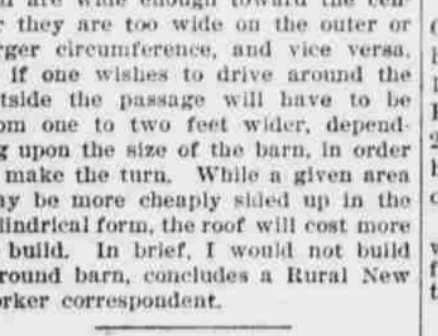 are wide enough toward the cen-
they are too wide on the outer or
rger circumference, and vice versa.
if one wishes to drive around the
tside the passage will have to be
om one to two feet wider, depend-
g upon the size of the barn, in order
make the turn. While a given area
ay be more cheaply sided up in the
lindrical form, the roof will cost more
build. In brief, I would not build
round barn, concludes a Rural New
orker correspondent.